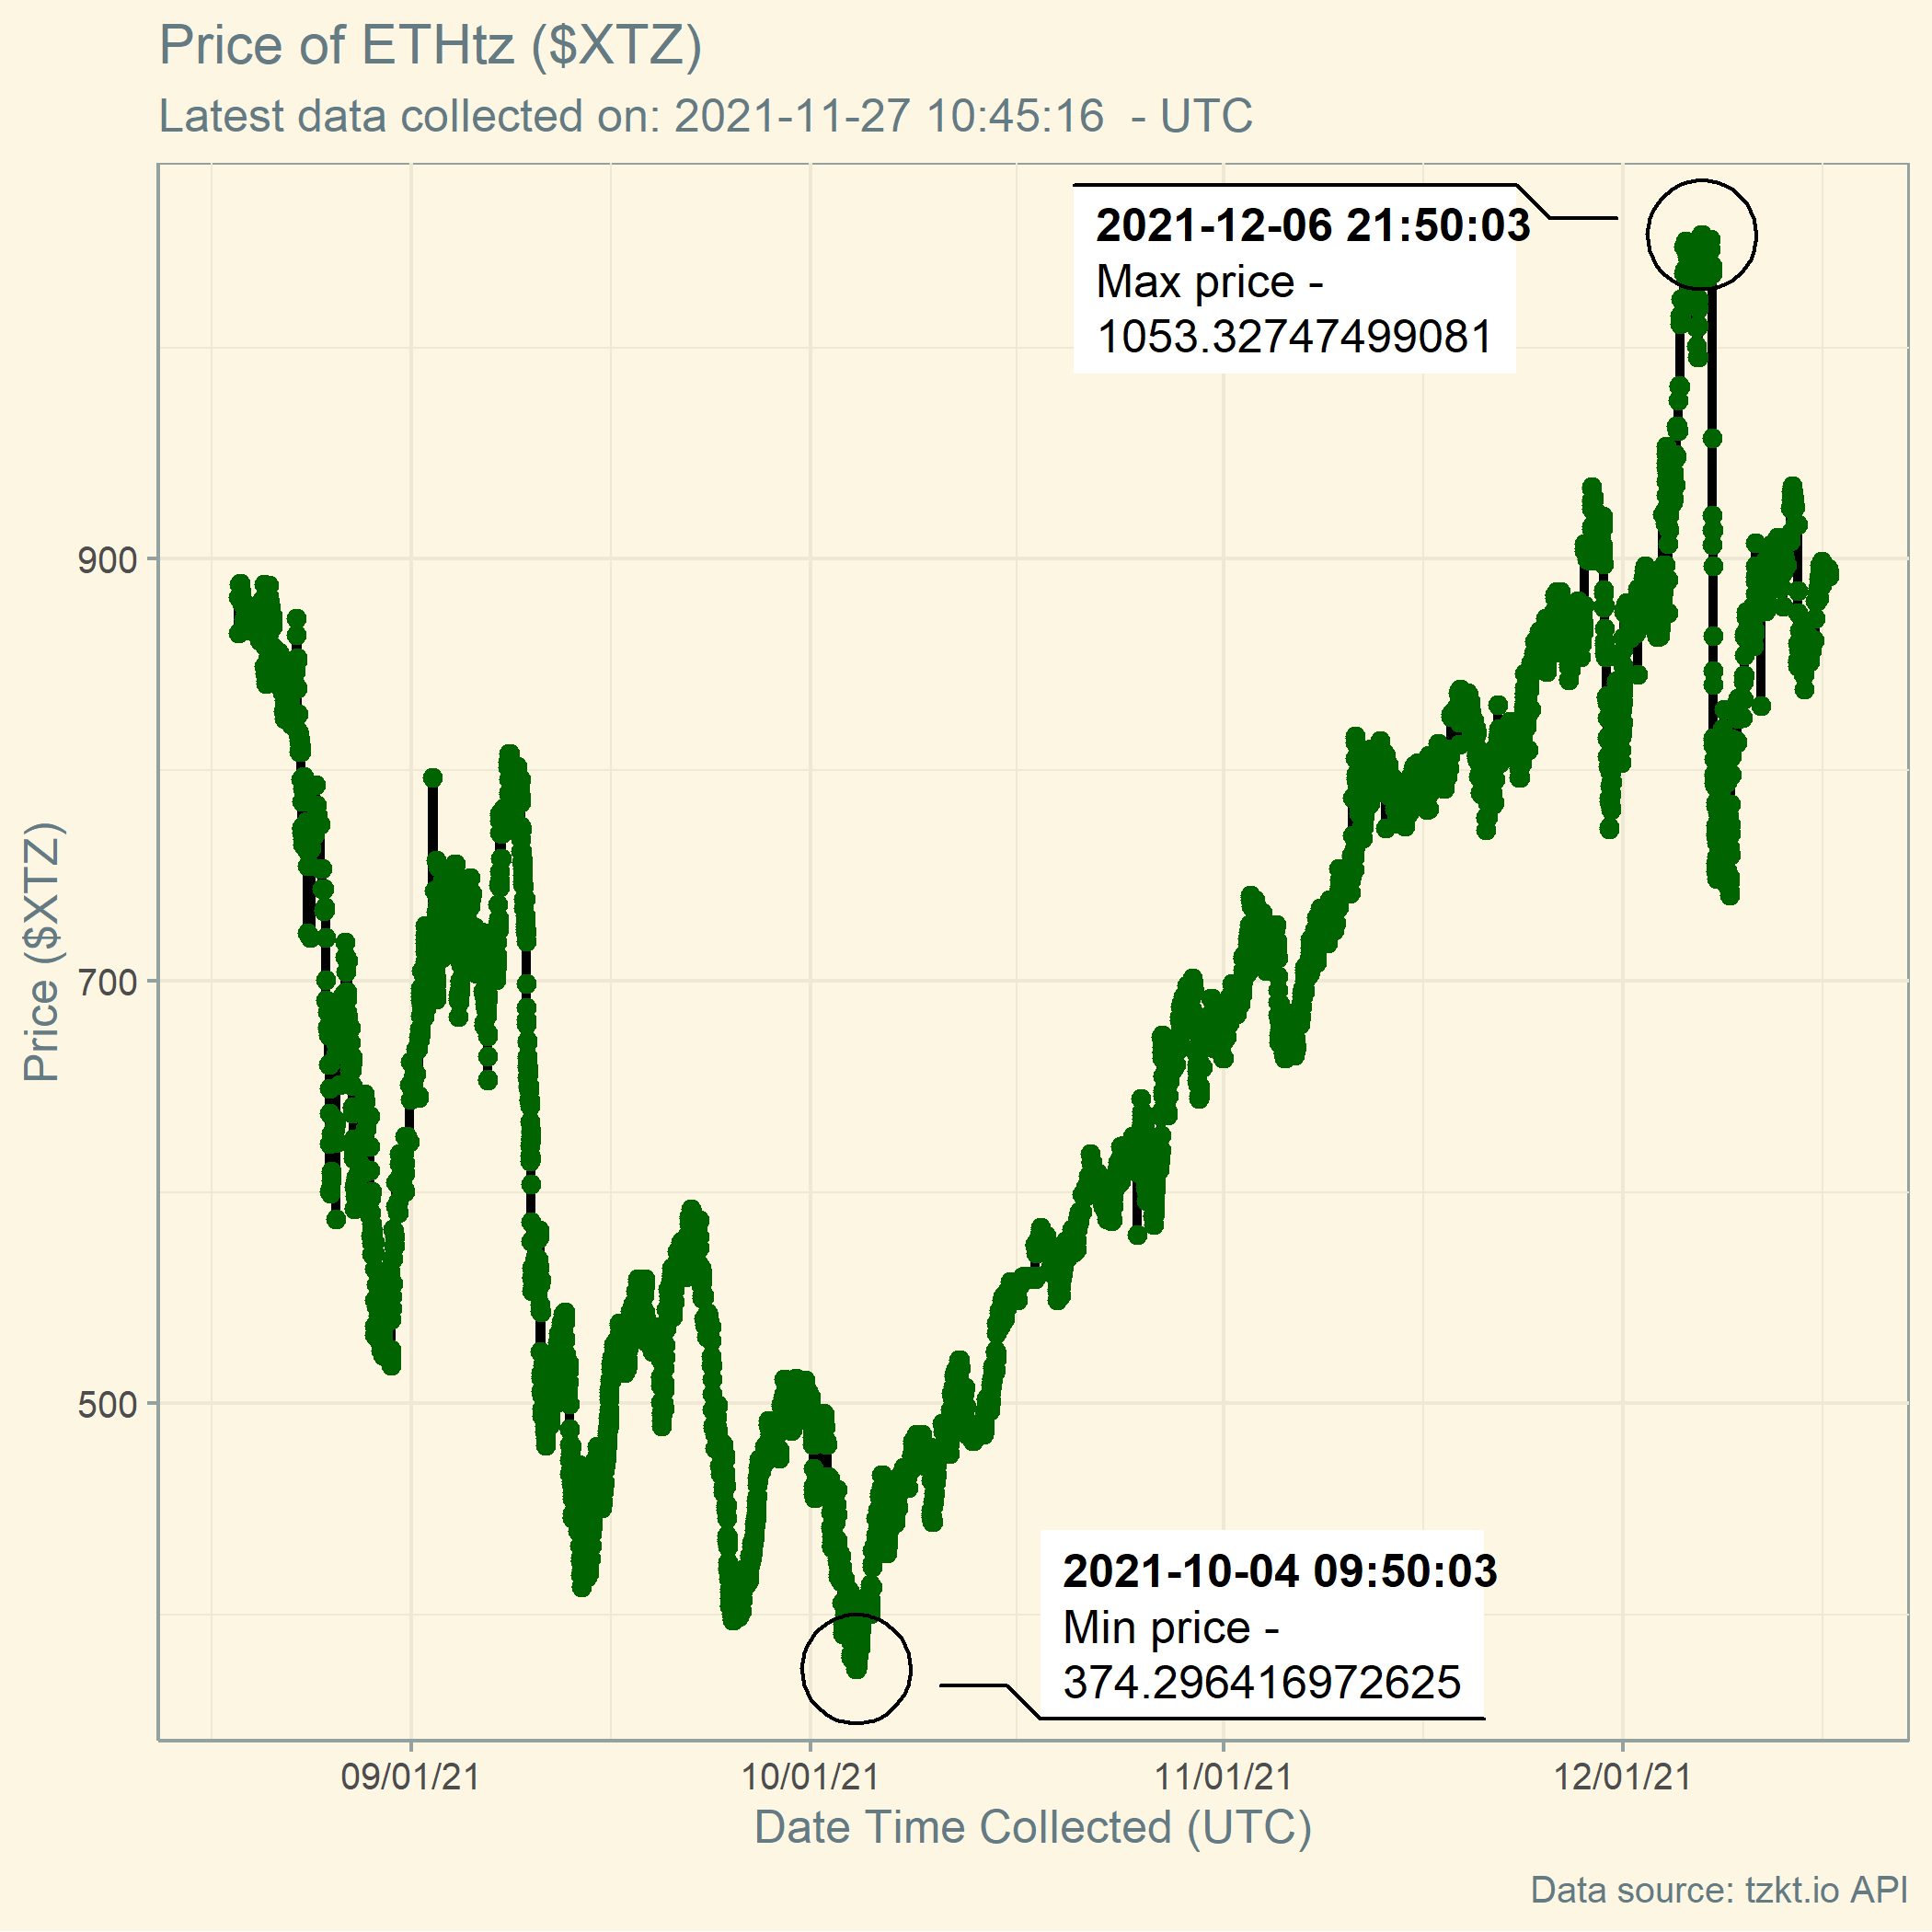 Price of ETHtz ($XTZ)
Latest data collected on: 2021-11-27 10:45:16  - UTC
2021-12-06 21:50:03
Max price -
1053.32747499081
900
700
500
Price ($XTZ)
2021-10-04 09:50:03
Min price -
374.296416972625
09/01/21
10/01/21
11/01/21
12/01/21
Date Time Collected (UTC)
Data source: tzkt.io API